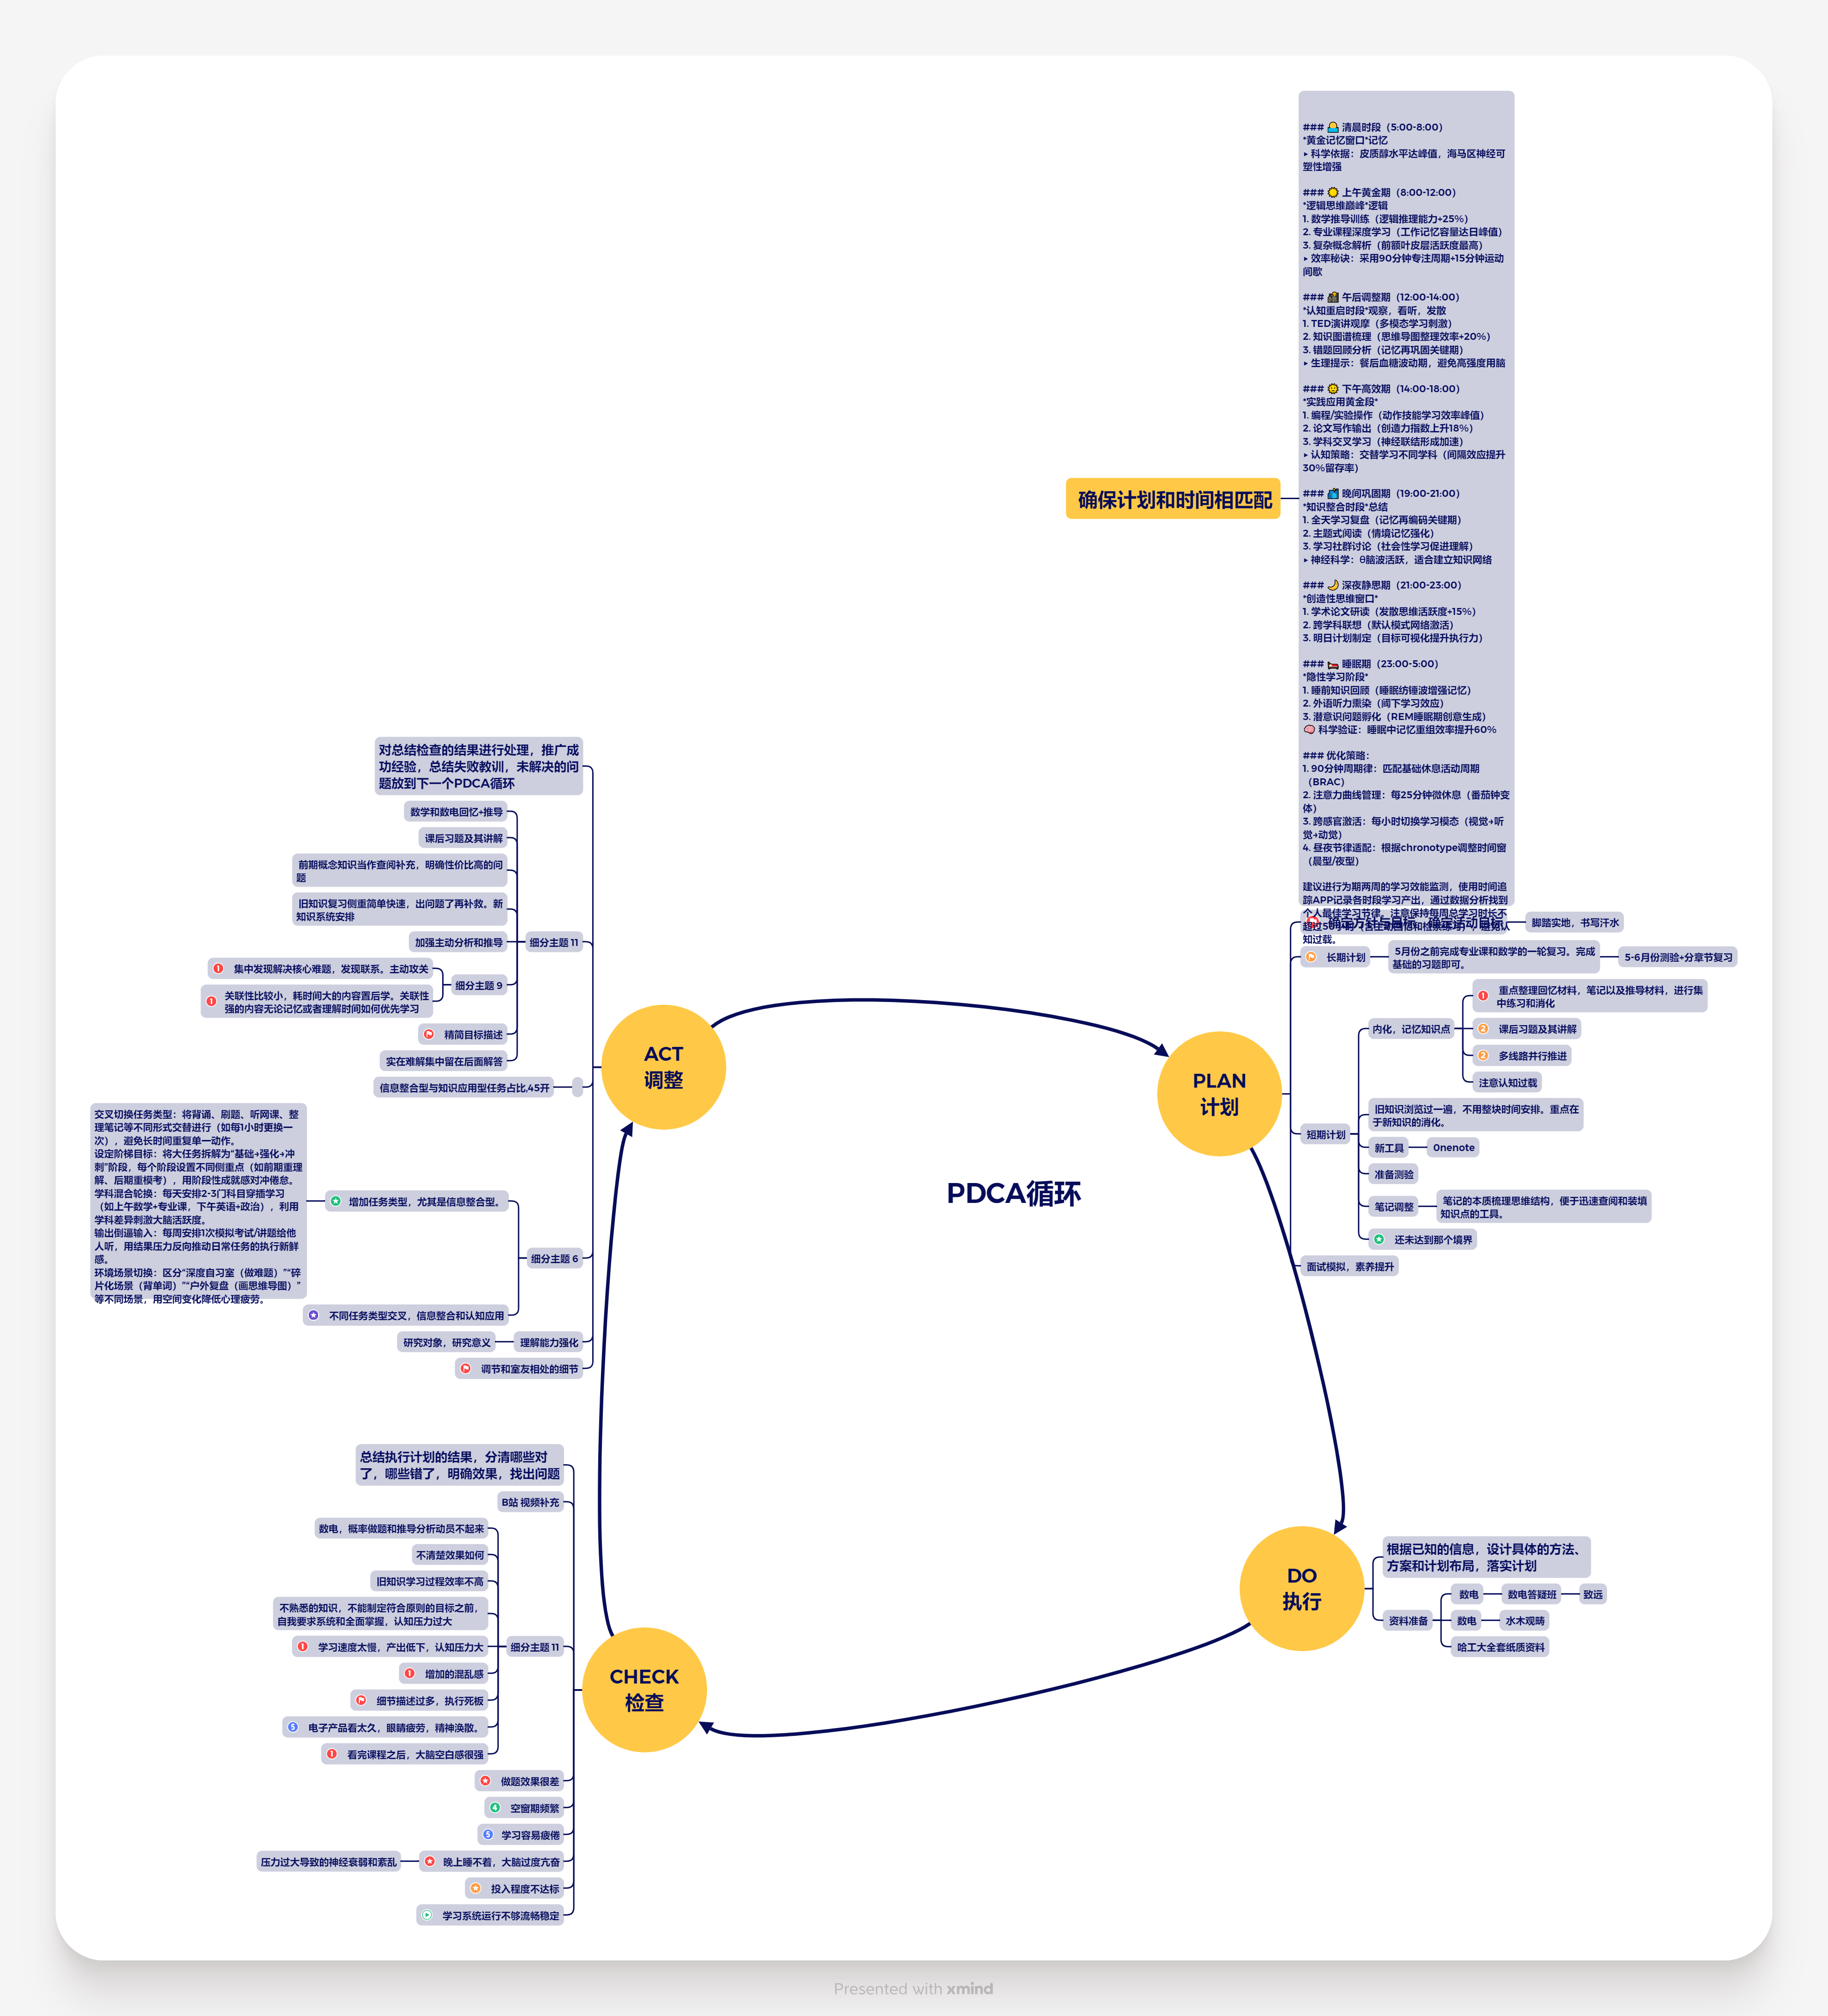 ### 🌅 清晨时段（5:00-8:00）
*黄金记忆窗口*记忆
▸ 科学依据：皮质醇水平达峰值，海马区神经可
塑性增强
### 🌞 上午黄金期（8:00-12:00）
*逻辑思维巅峰*逻辑
1. 数学推导训练（逻辑推理能力+25%）
2. 专业课程深度学习（工作记忆容量达日峰值）
3. 复杂概念解析（前额叶皮层活跃度最高）
▸ 效率秘诀：采用90分钟专注周期+15分钟运动
间歇
### 午后调整期（12:00-14:00）
*认知重启时段*观察，看听，发散
1. TED演讲观摩（多模态学习刺激）
2. 知识图谱梳理（思维导图整理效率+20%）
3. 错题回顾分析（记忆再巩固关键期）
▸ 生理提示：餐后血糖波动期，避免高强度用脑
### 🌞 下午高效期（14:00-18:00）
*实践应用黄金段*
1. 编程/实验操作（动作技能学习效率峰值）
2. 论文写作输出（创造力指数上升18%）
3. 学科交叉学习（神经联结形成加速）
▸ 认知策略：交替学习不同学科（间隔效应提升
30%留存率）
确保计划和时间相匹配
### 晚间巩固期（19:00-21:00）
*知识整合时段*总结
1. 全天学习复盘（记忆再编码关键期）
2. 主题式阅读（情境记忆强化）
3. 学习社群讨论（社会性学习促进理解）
▸ 神经科学：θ脑波活跃，适合建立知识网络
### 🌙 深夜静思期（21:00-23:00）
*创造性思维窗口*
1. 学术论文研读（发散思维活跃度+15%）
2. 跨学科联想（默认模式网络激活）
3. 明日计划制定（目标可视化提升执行力）
### 🛌 睡眠期（23:00-5:00）
*隐性学习阶段*
1. 睡前知识回顾（睡眠纺锤波增强记忆）
2. 外语听力熏染（阈下学习效应）
3. 潜意识问题孵化（REM睡眠期创意生成）
🧠 科学验证：睡眠中记忆重组效率提升60%
### 优化策略：
1. 90分钟周期律：匹配基础休息活动周期
（BRAC）
2. 注意力曲线管理：每25分钟微休息（番茄钟变
体）
3. 跨感官激活：每小时切换学习模态（视觉→听
觉→动觉）
4. 昼夜节律适配：根据chronotype调整时间窗
（晨型/夜型）
建议进行为期两周的学习效能监测，使用时间追
踪APP记录各时段学习产出，通过数据分析找到
个人最佳学习节律。注意保持每周总学习时长不
知过载。
确定方针与目标，确定活动目标
脚踏实地，书写汗水
长期计划
5月份之前完成专业课和数学的一轮复习。完成
基础的习题即可。
5-6月份测验+分章节复习
PLAN
计划
短期计划
内化，记忆知识点
重点整理回忆材料，笔记以及推导材料，进行集
中练习和消化
课后习题及其讲解
多线路并行推进
注意认知过载
旧知识浏览过一遍，不用整块时间安排。重点在
于新知识的消化。
新工具
Onenote
准备测验
笔记调整
笔记的本质梳理思维结构，便于迅速查阅和装填
知识点的工具。
还未达到那个境界
面试模拟，素养提升
PDCA循环
DO
执行
根据已知的信息，设计具体的方法、
方案和计划布局，落实计划
资料准备
数电
数电答疑班
致远
数电
水木观畴
哈工大全套纸质资料
CHECK
检查
总结执行计划的结果，分清哪些对
了，哪些错了，明确效果，找出问题
B站 视频补充
细分主题 11
数电，概率做题和推导分析动员不起来
不清楚效果如何
旧知识学习过程效率不高
不熟悉的知识，不能制定符合原则的目标之前，
自我要求系统和全面掌握，认知压力过大
学习速度太慢，产出低下，认知压力大
增加的混乱感
细节描述过多，执行死板
电子产品看太久，眼睛疲劳，精神涣散。
看完课程之后，大脑空白感很强
做题效果很差
空窗期频繁
学习容易疲倦
晚上睡不着，大脑过度亢奋
压力过大导致的神经衰弱和紊乱
投入程度不达标
学习系统运行不够流畅稳定
ACT
调整
对总结检查的结果进行处理，推广成
功经验，总结失败教训，未解决的问
题放到下一个PDCA循环
细分主题 11
数学和数电回忆+推导
课后习题及其讲解
前期概念知识当作查阅补充，明确性价比高的问
题
旧知识复习侧重简单快速，出问题了再补救。新
知识系统安排
加强主动分析和推导
细分主题 9
集中发现解决核心难题，发现联系。主动攻关
关联性比较小，耗时间大的内容置后学。关联性
强的内容无论记忆或者理解时间如何优先学习
精简目标描述
实在难解集中留在后面解答
信息整合型与知识应用型任务占比,45开
细分主题 6
增加任务类型，尤其是信息整合型。
交叉切换任务类型：将背诵、刷题、听网课、整
理笔记等不同形式交替进行（如每1小时更换一
次），避免长时间重复单一动作。
设定阶梯目标：将大任务拆解为“基础→强化→冲
刺”阶段，每个阶段设置不同侧重点（如前期重理
解、后期重模考），用阶段性成就感对冲倦怠。
学科混合轮换：每天安排2-3门科目穿插学习
（如上午数学+专业课，下午英语+政治），利用
学科差异刺激大脑活跃度。
输出倒逼输入：每周安排1次模拟考试/讲题给他
人听，用结果压力反向推动日常任务的执行新鲜
感。
环境场景切换：区分“深度自习室（做难题）”“碎
片化场景（背单词）”“户外复盘（画思维导图）”
等不同场景，用空间变化降低心理疲劳。
不同任务类型交叉，信息整合和认知应用
理解能力强化
研究对象，研究意义
调节和室友相处的细节
Presented with xmind